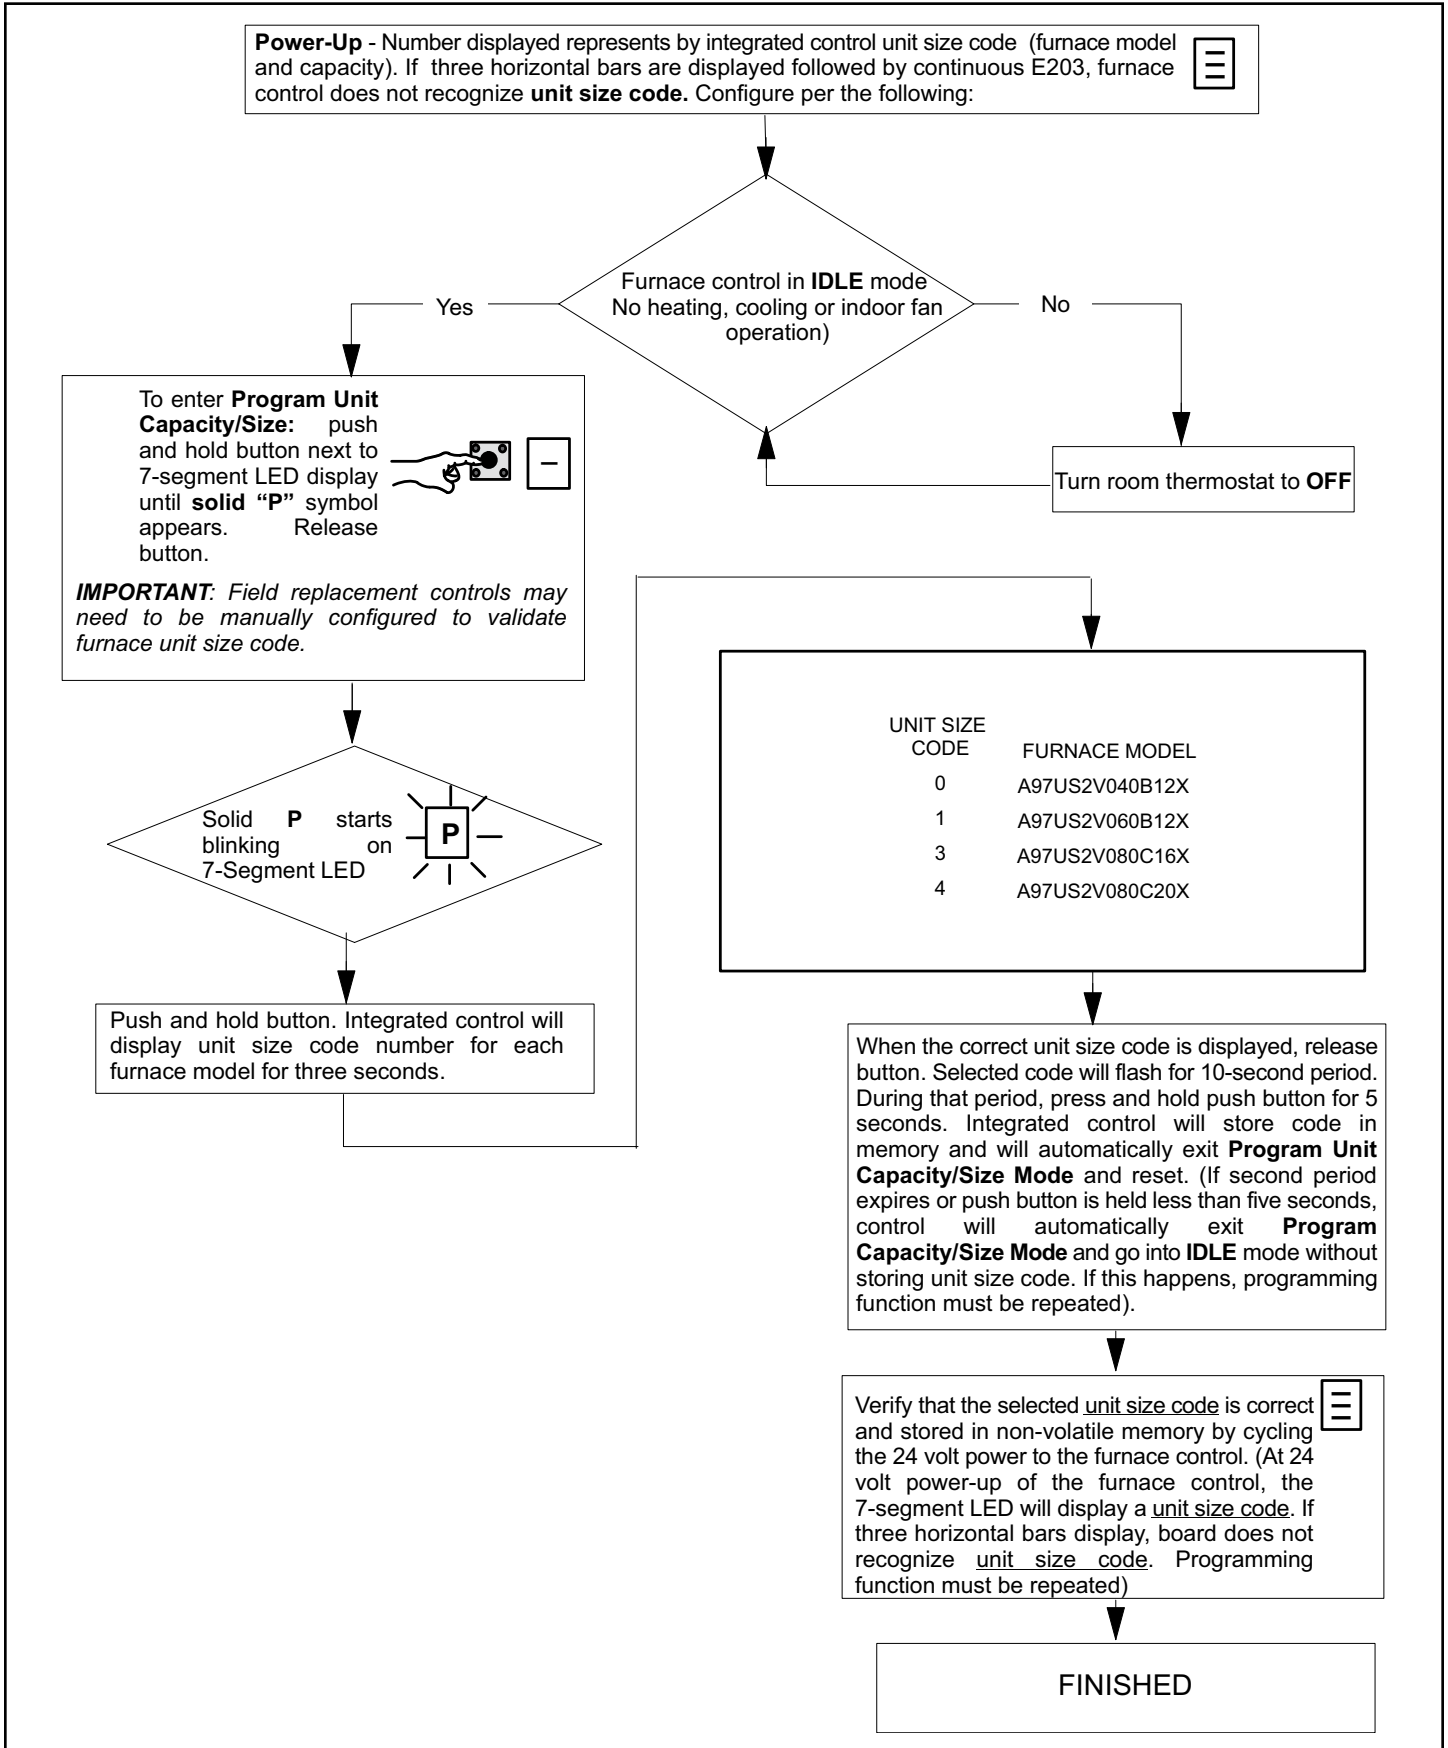 Power-Up - Number displayed represents by integrated control unit size code (furnace model
and capacity). If three horizontal bars are displayed followed by continuous E203, furnace
control does not recognize unit size code. Configure per the following:
Furnace control in IDLE mode
No heating, cooling or indoor fan
operation)
Yes
No
To enter Program Unit
Capacity/Size: push
and hold button next to
7-segment LED display
until solid “P” symbol
appears. Release
button.
IMPORTANT: Field replacement controls may
need to be manually configured to validate
furnace unit size code.
Turn room thermostat to OFF
Solid P starts
blinking on
7-Segment LED
P
Push and hold button. Integrated control will
display unit size code number for each
furnace model for three seconds.
UNIT SIZE
CODE FURNACE MODEL
0 A97US2V040B12X
1 A97US2V060B12X
3 A97US2V080C16X
4 A97US2V080C20X
When the correct unit size code is displayed, release
button. Selected code will flash for 10-second period.
During that period, press and hold push button for 5
seconds. Integrated control will store code in
memory and will automatically exit Program Unit
Capacity/Size Mode and reset. (If second period
expires or push button is held less than five seconds,
control will automatically exit Program
Capacity/Size Mode and go into IDLE mode without
storing unit size code. If this happens, programming
function must be repeated).
Verify that the selected unit size code is correct
and stored in non-volatile memory by cycling
the 24 volt power to the furnace control. (At 24
volt power-up of the furnace control, the
7-segment LED will display a unit size code. If
three horizontal bars display, board does not
recognize unit size code. Programming
function must be repeated)
FINISHED